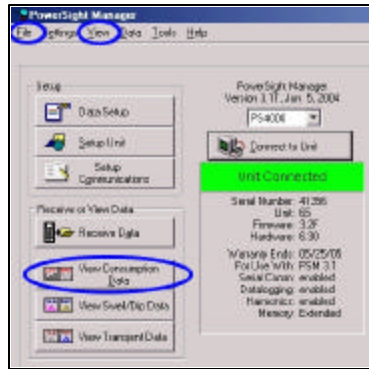 PowerSight Manager
File Settings View Data Tools Help
Setup
Data Setup
Setup Unit
Setup Communications
Receive or View Data
Receive Data
View Consumption Data
View Swell/Dip Data
View Transient Data
PowerSight Manager
Version 3.1T, Jan. 5, 2004
PS4000
Connect to Unit
Unit Connected
Serial Number: 41356
Unit: 65
Firmware: 3.2F
Hardware: 6.30
Warranty Ends: 05/25/05
For Use With: PSM 3.1
Serial Comm: enabled
Datalogging: enabled
Harmonics: enabled
Memory: Extended